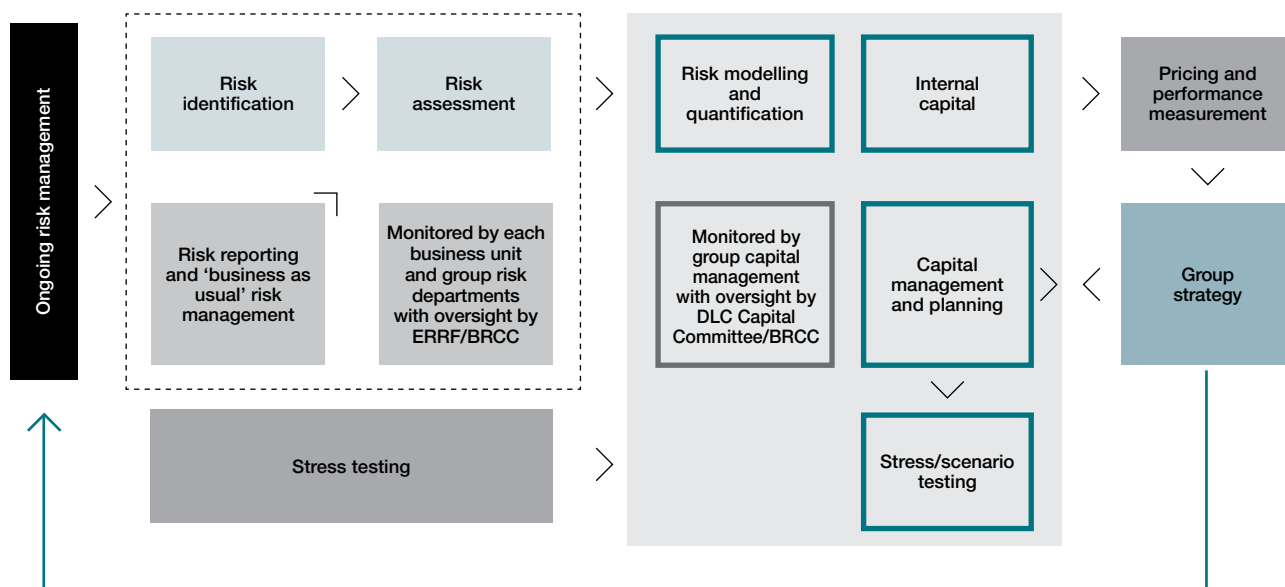 Ongoing risk management
Risk
identification
Risk
assessment
Risk modelling
and
quantification
Internal
capital
Pricing and
performance
measurement
Risk reporting
and ‘business as
usual’ risk
management
Monitored by each
business unit
and group risk
departments
with oversight by
ERRF/BRCC
Monitored by
group capital
management
with oversight by
DLC Capital
Committee/BRCC
Capital
management
and planning
Group
strategy
Stress testing
Stress/scenario
testing